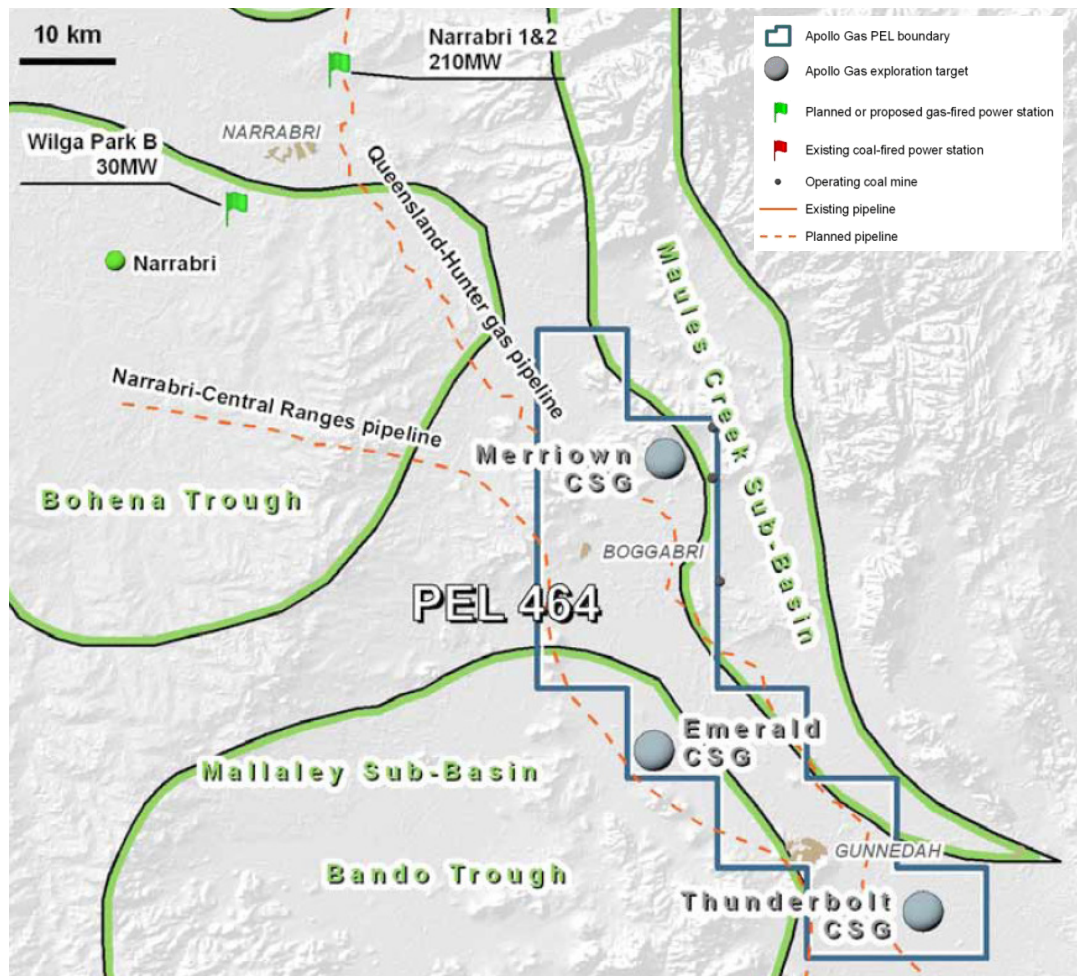 10 km
Narrabri 1&2
210MW
Apollo Gas PEL boundary
Apollo Gas exploration target
Planned or proposed gas-fired power station
Existing coal-fired power station
Operating coal mine
Existing pipeline
Planned pipeline
NARRABRI
Wilga Park B
30MW
Narrabri
Queensland-Hunter gas pipeline
Maules Creek Sub-Basin
Narrabri-Central Ranges pipeline
Merriown
CSG
Bohena Trough
BOGGABRI
PEL 464
Emerald
CSG
Mallaley Sub-Basin
Bando Trough
GUNNEDAH
Thunderbolt
CSG